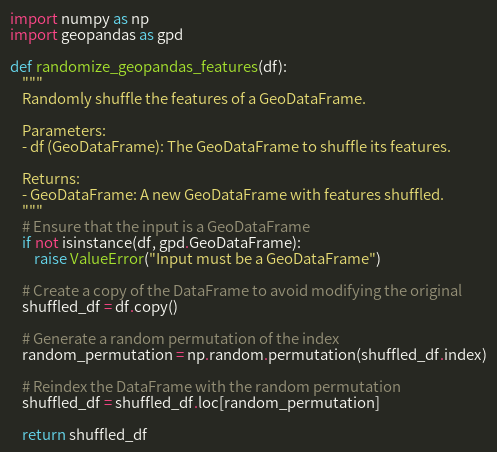 import numpy as np
import geopandas as gpd

def randomize_geopandas_features(df):
    """
    Randomly shuffle the features of a GeoDataFrame.

    Parameters:
    - df (GeoDataFrame): The GeoDataFrame to shuffle its features.

    Returns:
    - GeoDataFrame: A new GeoDataFrame with features shuffled.
    """
    # Ensure that the input is a GeoDataFrame
    if not isinstance(df, gpd.GeoDataFrame):
        raise ValueError("Input must be a GeoDataFrame")

    # Create a copy of the DataFrame to avoid modifying the original
    shuffled_df = df.copy()

    # Generate a random permutation of the index
    random_permutation = np.random.permutation(shuffled_df.index)

    # Reindex the DataFrame with the random permutation
    shuffled_df = shuffled_df.loc[random_permutation]

    return shuffled_df